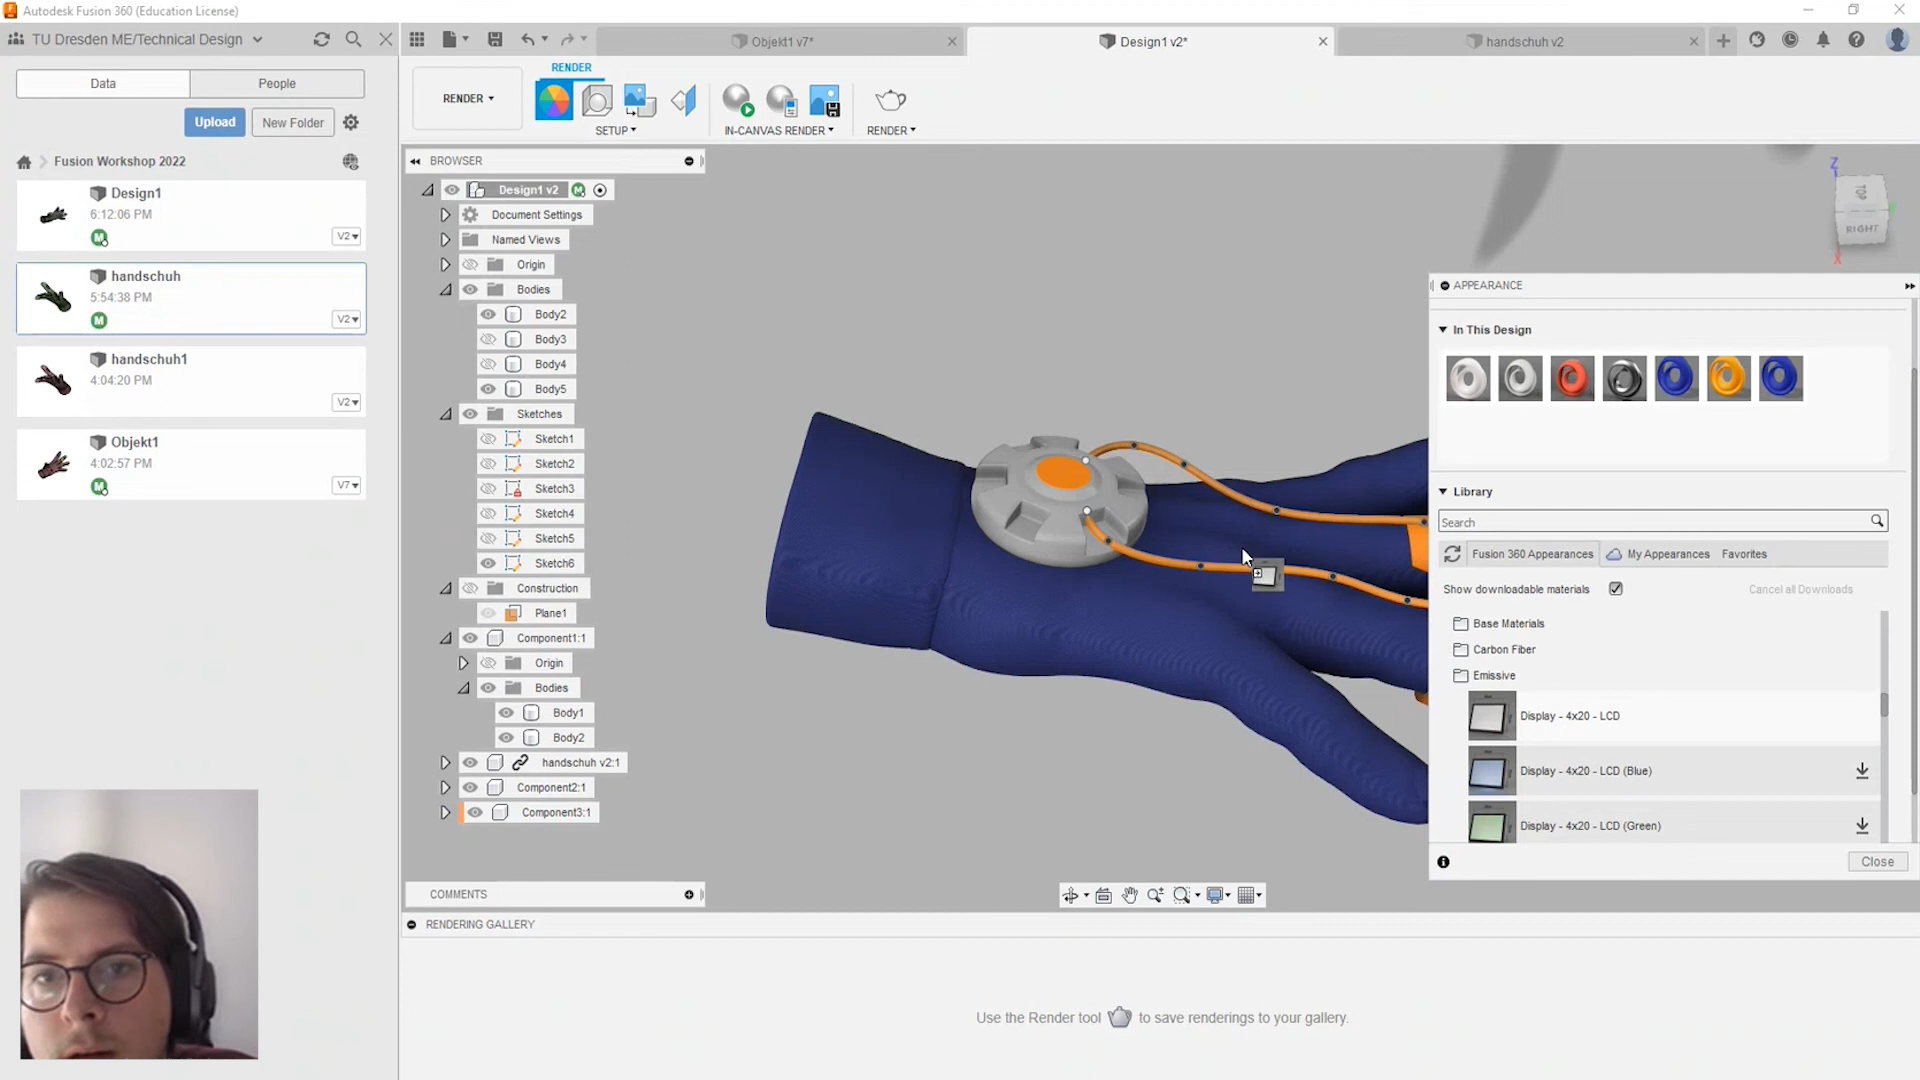 Autodesk Fusion 360 (Education License)
TU Dresden ME/Technical Design
Objekt1 v7*
Design1 v2*
handschuh v2
Data
People
Upload
New Folder
Fusion Workshop 2022
Design1
6:12:06 PM
V2
handschuh
5:54:38 PM
V2
handschuh1
4:04:20 PM
V2
Objekt1
4:02:57 PM
V7
RENDER
RENDER
SETUP
IN-CANVAS RENDER
RENDER
BROWSER
Design1 v2
Document Settings
Named Views
Origin
Bodies
Body2
Body3
Body4
Body5
Sketches
Sketch1
Sketch2
Sketch3
Sketch4
Sketch5
Sketch6
Construction
Plane1
Component1:1
Origin
Bodies
Body1
Body2
handschuh v2:1
Component2:1
Component3:1
COMMENTS
RENDERING GALLERY
Use the Render tool to save renderings to your gallery.
Z
TOP
RIGHT
X
APPEARANCE
In This Design
Library
Search
Fusion 360 Appearances
My Appearances
Favorites
Show downloadable materials
Cancel all Downloads
Base Materials
Carbon Fiber
Emissive
Display - 4x20 - LCD
Display - 4x20 - LCD (Blue)
Display - 4x20 - LCD (Green)
Close